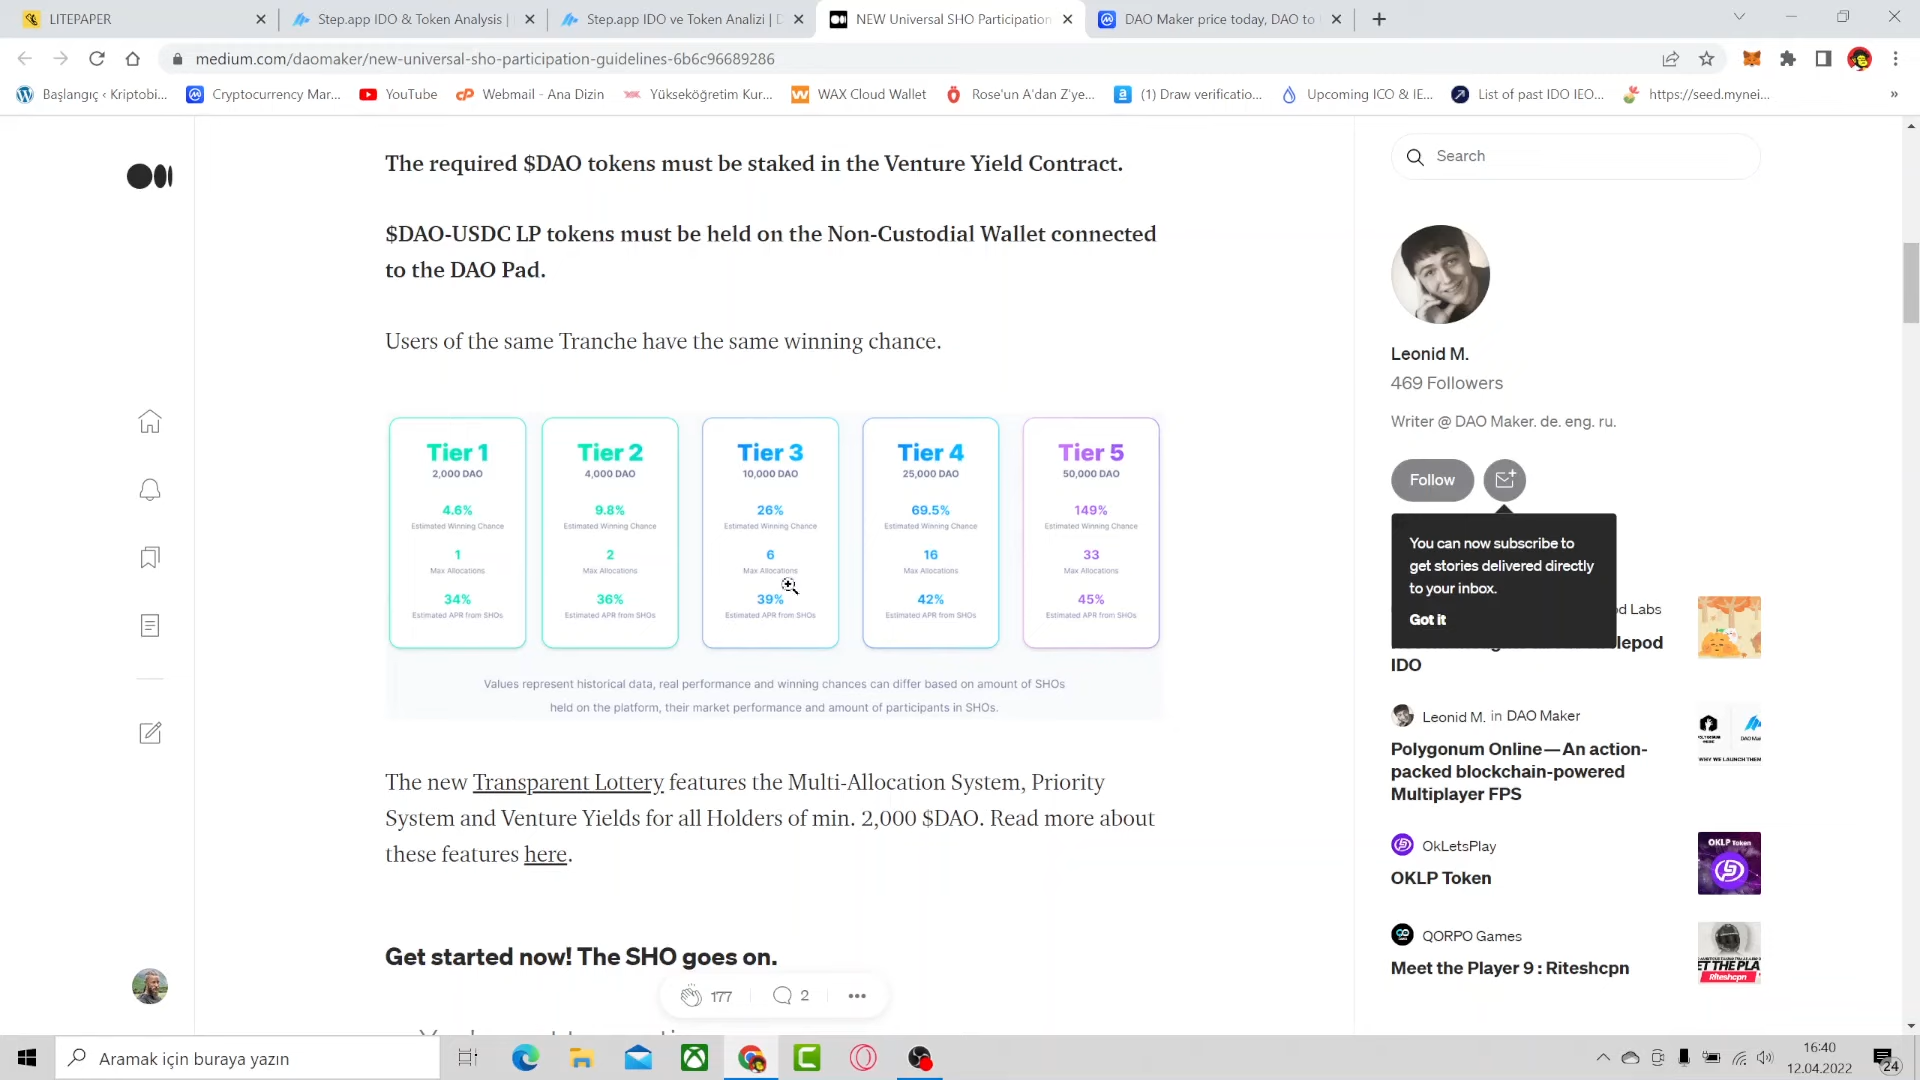 LITEPAPER
Step.app IDO & Token Analysis |
Step.app IDO ve Token Analizi | D
NEW Universal SHO Participation
DAO Maker price today, DAO to
medium.com/daomaker/new-universal-sho-participation-guidelines-6b6c96689286
Başlangıç ‹ Kriptobi...
Cryptocurrency Mar...
YouTube
Webmail - Ana Dizin
Yükseköğretim Kur...
WAX Cloud Wallet
Rose'un A'dan Z'ye...
(1) Draw verificatio...
Upcoming ICO & IE...
List of past IDO IEO...
https://seed.mynei...
»
The required $DAO tokens must be staked in the Venture Yield Contract.
$DAO-USDC LP tokens must be held on the Non-Custodial Wallet connected
to the DAO Pad.
Users of the same Tranche have the same winning chance.
Tier 1
2,000 DAO
4.6%
Estimated Winning Chance
1
Max Allocations
34%
Estimated APR from SHOs
Tier 2
4,000 DAO
9.8%
Estimated Winning Chance
2
Max Allocations
36%
Estimated APR from SHOs
Tier 3
10,000 DAO
26%
Estimated Winning Chance
6
Max Allocations
39%
Estimated APR from SHOs
Tier 4
25,000 DAO
69.5%
Estimated Winning Chance
16
Max Allocations
42%
Estimated APR from SHOs
Tier 5
50,000 DAO
149%
Estimated Winning Chance
33
Max Allocations
45%
Estimated APR from SHOs
Values represent historical data, real performance and winning chances can differ based on amount of SHOs
held on the platform, their market performance and amount of participants in SHOs.
The new Transparent Lottery features the Multi-Allocation System, Priority
System and Venture Yields for all Holders of min. 2,000 $DAO. Read more about
these features here.
Get started now! The SHO goes on.
177
2
Search
Leonid M.
469 Followers
Writer @ DAO Maker. de. eng. ru.
Follow
You can now subscribe to
get stories delivered directly
to your inbox.
Got it
od Labs
lepod
IDO
Leonid M. in DAO Maker
Polygonum Online—An action-
packed blockchain-powered
Multiplayer FPS
WHY WE LAUNCH THEM
OkLetsPlay
OKLP Token
OKLP Token
QORPO Games
Meet the Player 9 : Riteshcpn
ET THE PLA
Riteshcpn
Aramak için buraya yazın
16:40
12.04.2022
24